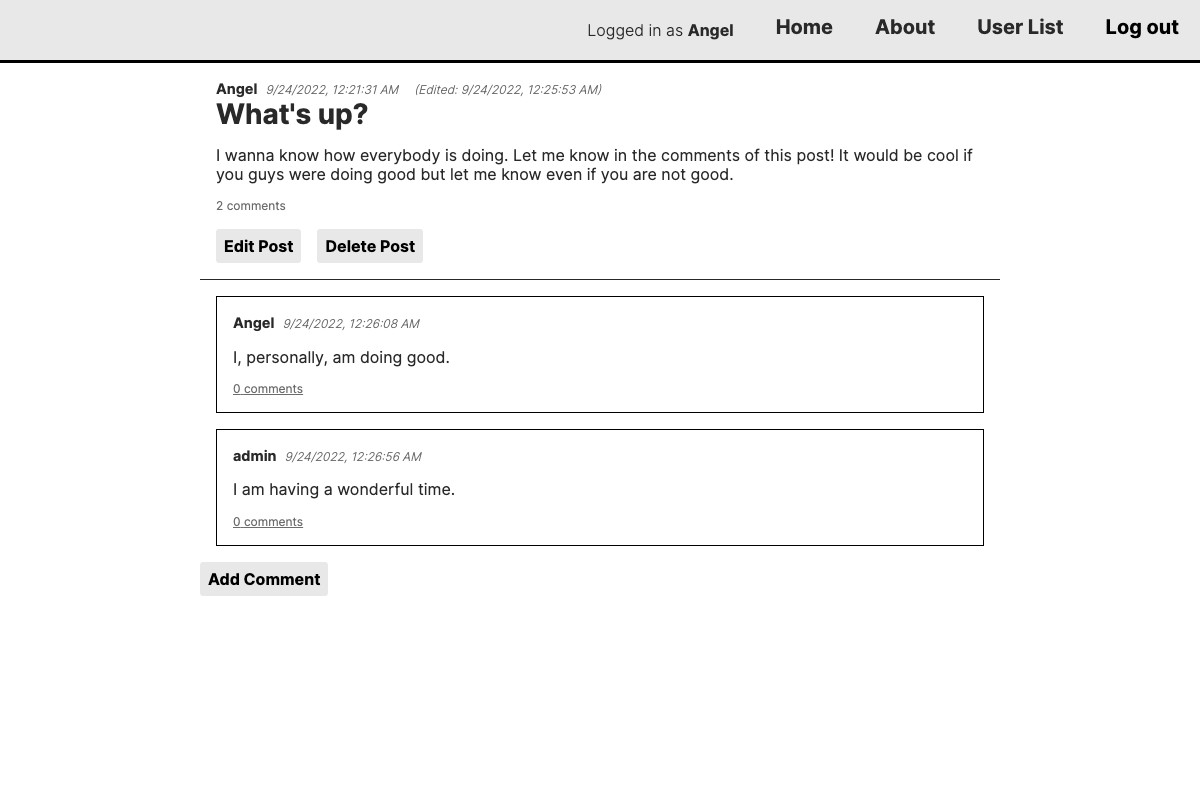 Logged in as Angel Home About User List Log out
Angel 9/24/2022, 12:21:31 AM (Edited: 9/24/2022, 12:25:53 AM)
What's up?
I wanna know how everybody is doing. Let me know in the comments of this post! It would be cool if
you guys were doing good but let me know even if you are not good.
2 comments
Edit Post Delete Post
Angel 9/24/2022, 12:26:08 AM
I, personally, am doing good.
0 comments
admin 9/24/2022, 12:26:56 AM
I am having a wonderful time.
0 comments
Add Comment